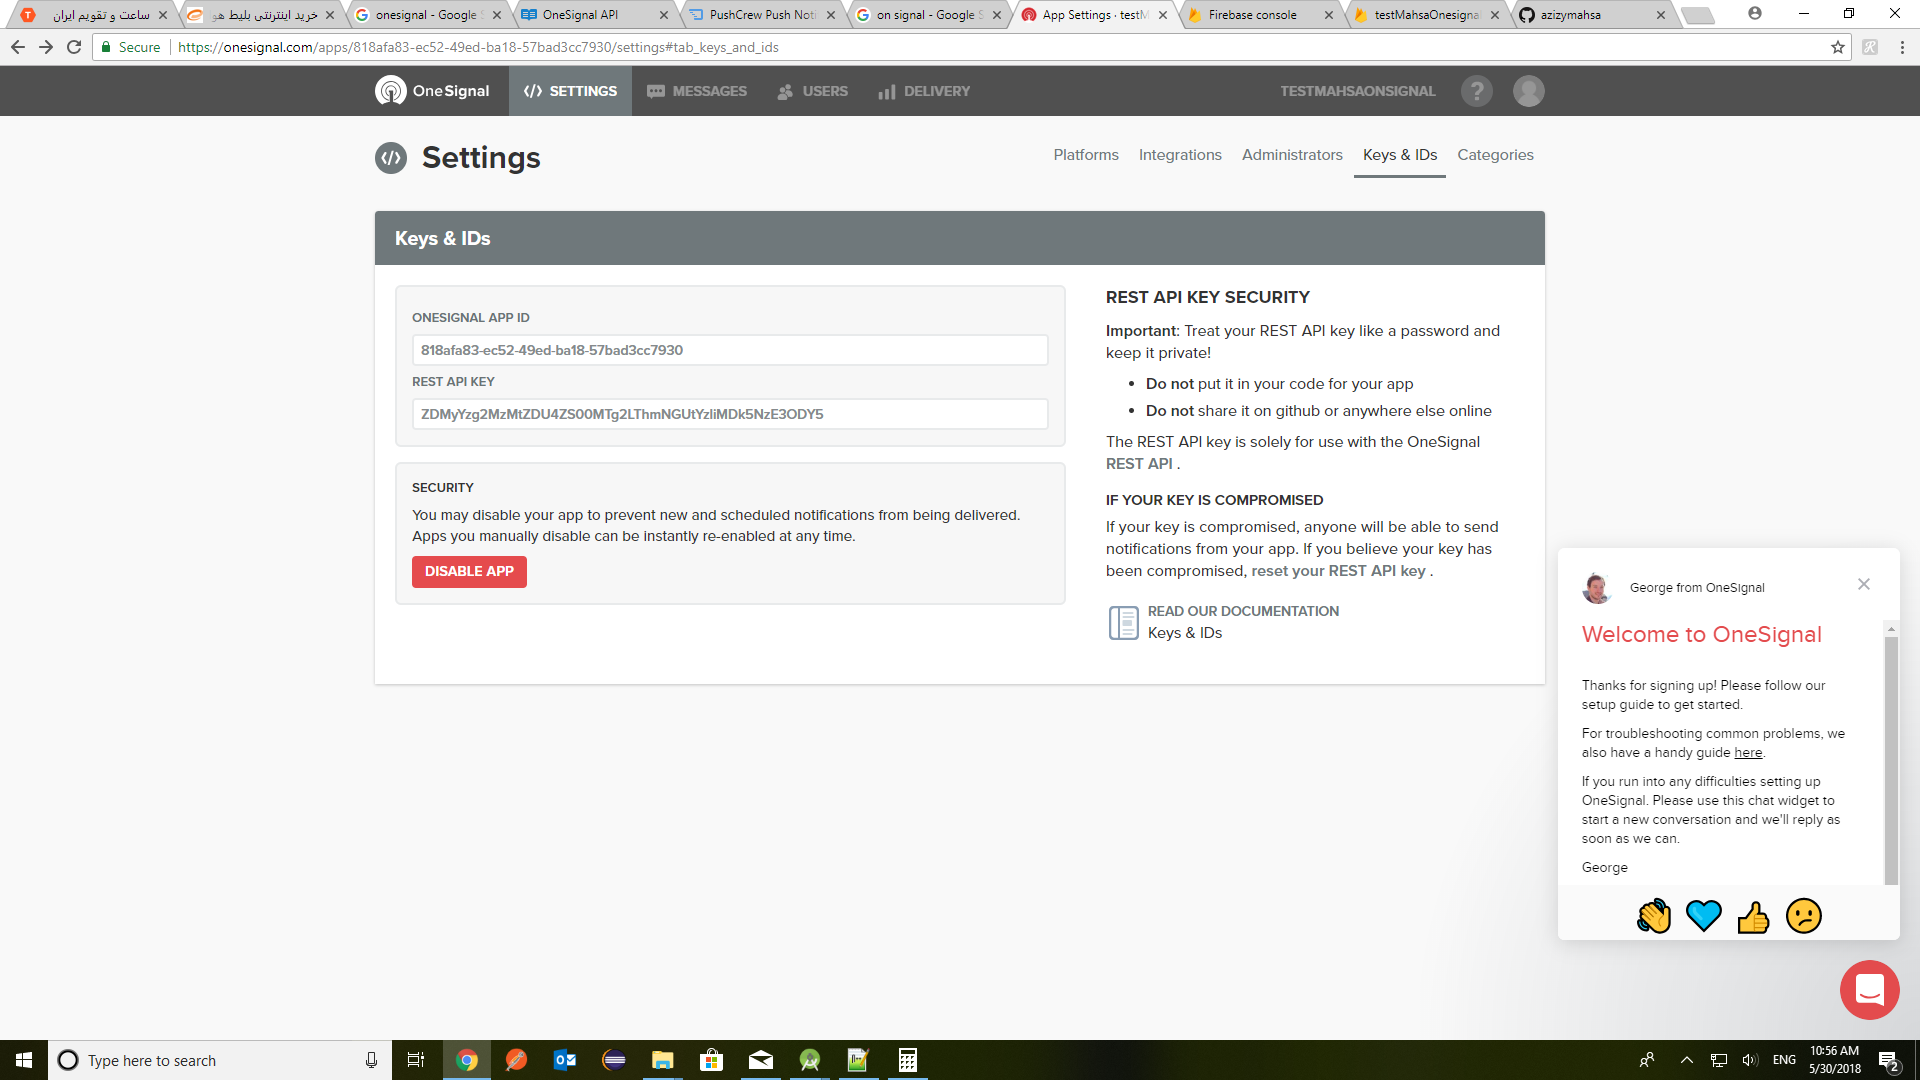 ساعت و تقویم ایران
خرید اینترنتی بلیط هو
onesignal - Google S
OneSignal API
PushCrew Push Noti
on signal - Google S
App Settings · testM
Firebase console
testMahsaOnesignal
azizymahsa
Secure
https://onesignal.com/apps/818afa83-ec52-49ed-ba18-57bad3cc7930/settings#tab_keys_and_ids
OneSignal
SETTINGS
MESSAGES
USERS
DELIVERY
TESTMAHSAONSIGNAL
?
Settings
Platforms
Integrations
Administrators
Keys & IDs
Categories
Keys & IDs
ONESIGNAL APP ID
818afa83-ec52-49ed-ba18-57bad3cc7930
REST API KEY
ZDMyYzg2MzMtZDU4ZS00MTg2LThmNGUtYzliMDk5NzE3ODY5
SECURITY
You may disable your app to prevent new and scheduled notifications from being delivered.
Apps you manually disable can be instantly re-enabled at any time.
DISABLE APP
REST API KEY SECURITY
Important: Treat your REST API key like a password and
keep it private!
• Do not put it in your code for your app
• Do not share it on github or anywhere else online
The REST API key is solely for use with the OneSignal
REST API .
IF YOUR KEY IS COMPROMISED
If your key is compromised, anyone will be able to send
notifications from your app. If you believe your key has
been compromised, reset your REST API key .
READ OUR DOCUMENTATION
Keys & IDs
George from OneSignal
Welcome to OneSignal
Thanks for signing up! Please follow our
setup guide to get started.
For troubleshooting common problems, we
also have a handy guide here.
If you run into any difficulties setting up
OneSignal. Please use this chat widget to
start a new conversation and we'll reply as
soon as we can.
George
Type here to search
ENG
10:56 AM
5/30/2018
2